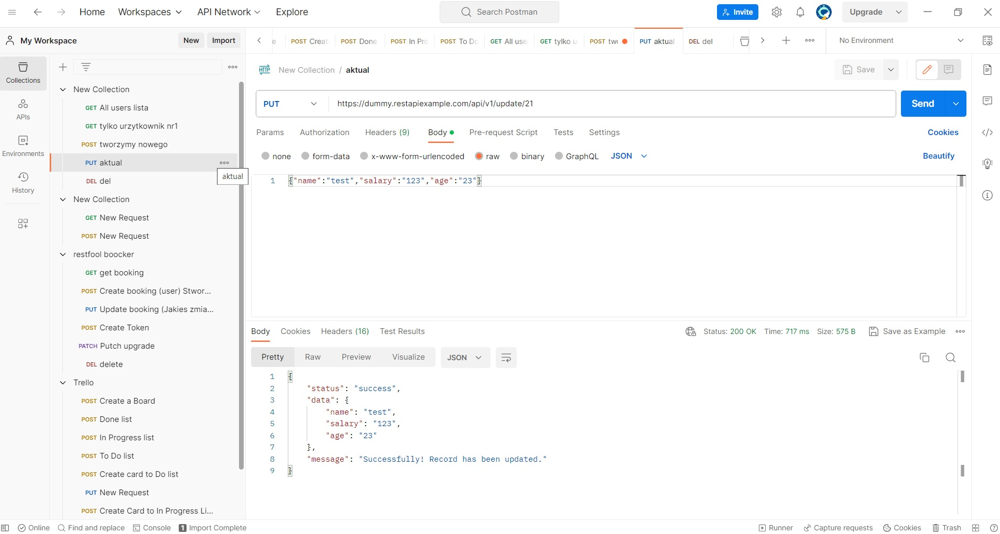 Home Workspaces API Network Explore Search Postman Invite Upgrade
My Workspace New Import
e POST Creat POST Done POST In Pro POST To Do GET All use GET tylko u POST two PUT aktual DEL del No Environment
Collections
APIs
Environments
History
New Collection
GET All users lista
GET tylko urzytkownik nr1
POST tworzymy nowego
PUT aktual
aktual
DEL del
New Collection
GET New Request
POST New Request
restfool boocker
GET get booking
POST Create booking (user) Stwor...
PUT Update booking (Jakies zmia...
POST Create Token
PATCH Putch upgrade
DEL delete
Trello
POST Create a Board
POST Done list
POST In Progress list
POST To Do list
POST Create card to Do list
PUT New Request
POST Create Card to In Progress Li...
HTTP New Collection / aktual Save
PUT https://dummy.restapiexample.com/api/v1/update/21 Send
Params Authorization Headers (9) Body Pre-request Script Tests Settings Cookies
none form-data x-www-form-urlencoded raw binary GraphQL JSON Beautify
1 {"name":"test","salary":"123","age":"23"}
Body Cookies Headers (16) Test Results Status: 200 OK Time: 717 ms Size: 575 B Save as Example
Pretty Raw Preview Visualize JSON
1 {
2 "status": "success",
3 "data": {
4 "name": "test",
5 "salary": "123",
6 "age": "23"
7 },
8 "message": "Successfully! Record has been updated."
9 }
Online Find and replace Console 1 Import Complete Runner Capture requests Cookies Trash